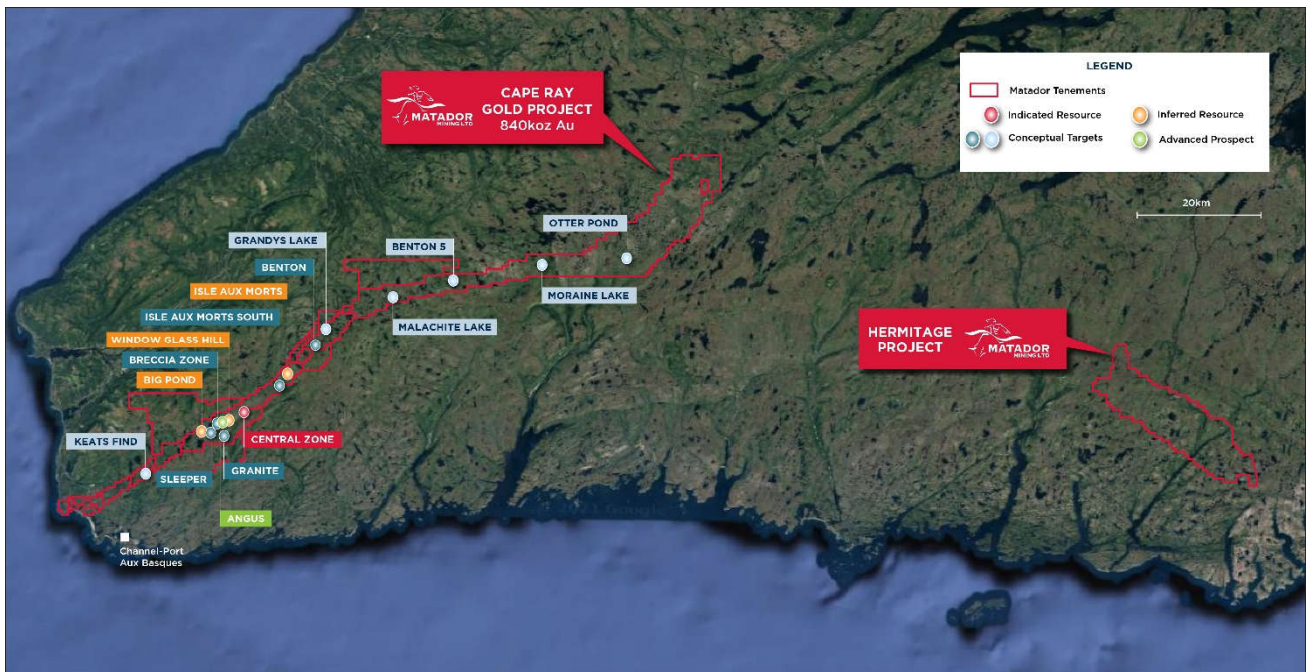 MATADOR
MINING LTD
CAPE RAY
GOLD PROJECT
840koz Au
LEGEND
Matador Tenements
Indicated Resource
Inferred Resource
Conceptual Targets
Advanced Prospect
20km
OTTER POND
GRANDYS LAKE
BENTON 5
BENTON
ISLE AUX MORTS
MORAINE LAKE
ISLE AUX MORTS SOUTH
MALACHITE LAKE
HERMITAGE
PROJECT
MATADOR
MINING LTD
WINDOW GLASS HILL
BRECCIA ZONE
BIG POND
KEATS FIND
CENTRAL ZONE
SLEEPER
GRANITE
ANGUS
Channel-Port
Aux Basques